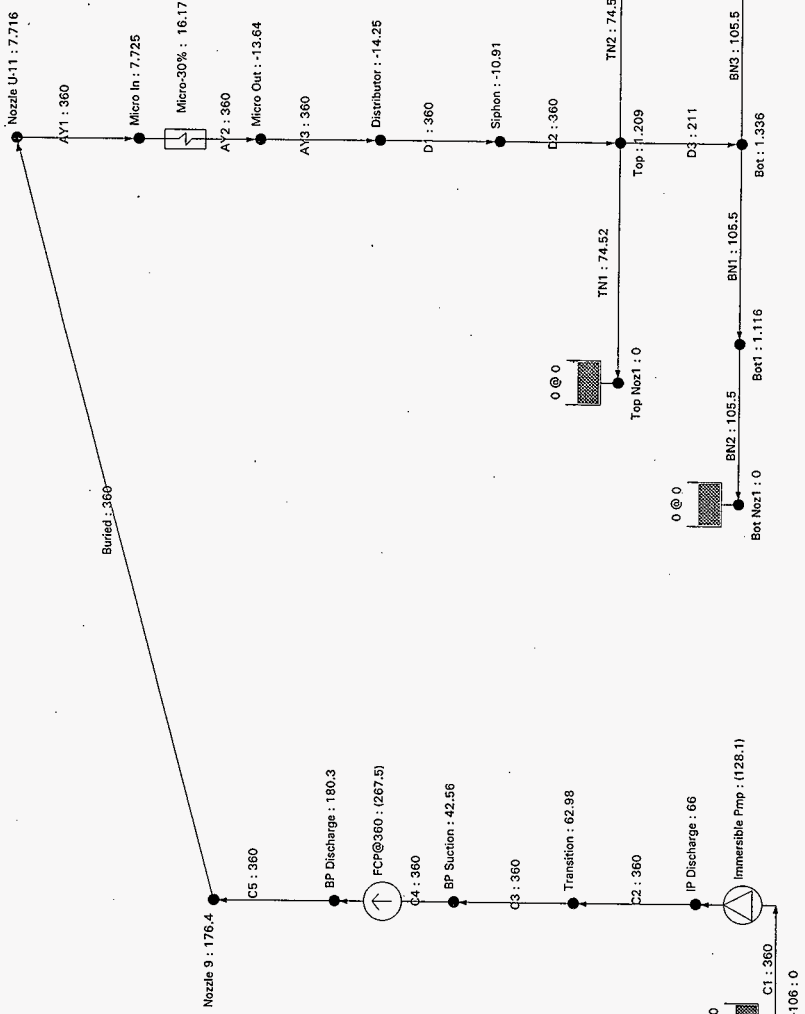 Nozzle U-11 : 7.716
AY1 : 360
Micro In : 7.725
Micro-30% : 16.17
AY2 : 360
Micro Out : -13.64
AY3 : 360
Distributor : -14.25
D1 : 360
Siphon : -10.91
D2 : 360
TN2 : 74.5
Top : 1.209
D3 : 211
BN3 : 105.5
Bot : 1.336
TN1 : 74.52
BN1 : 105.5
0 @ 0
Top Noz1 : 0
Bot1 : 1.116
BN2 : 105.5
0 @ 0
Bot Noz1 : 0
Buried : 360
Nozzle 9 : 176.4
C5 : 360
BP Discharge : 180.3
FCP@360 : (267.5)
C4 : 360
BP Suction : 42.56
C3 : 360
Transition : 62.98
C2 : 360
IP Discharge : 66
Immersible Pmp : (128.1)
C1 : 360
0
-106 : 0